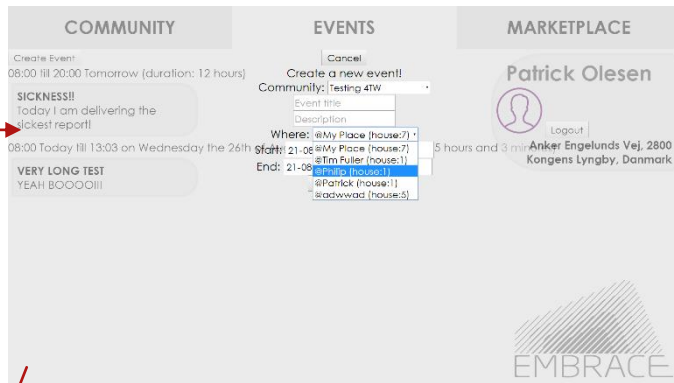 COMMUNITY
EVENTS
MARKETPLACE
Create Event
08:00 till 20:00 Tomorrow (duration: 12 hours)
SICKNESS!!
Today I am delivering the
sickest report!
08:00 Today till 13:03 on Wednesday the 26th of
5 hours and 3
VERY LONG TEST
YEAH BOOOOIII
Cancel
Create a new event!
Community: Testing 4TW
Event title
Description
Where: @My Place (house:7)
@My Place (house:7)
@Tim Fuller (house:1)
@Philip (house:1)
@Patrick (house:1)
@adwwad (house:5)
Start: 21-08
End: 21-08
Patrick Olesen
Logout
Anker Engelunds Vej, 2800
Kongens Lyngby, Danmark
EMBRACE